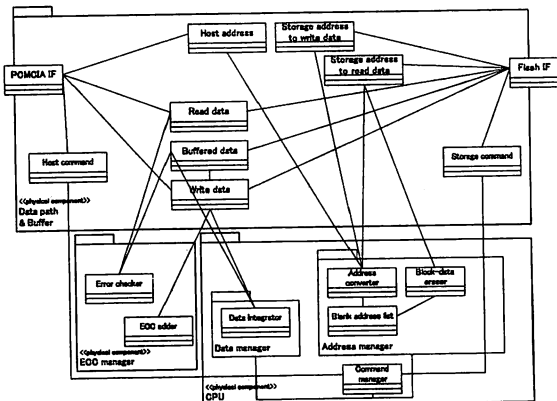 Host address
Storage address
to write data
Storage address
to read data
PCMCIA IF
Flash IF
Read data
Buffered data
Host command
Write data
Storage command
<<physical component>>
Data path
& Buffer
Error checker
ECC adder
<<physical component>>
ECC manager
Data integrator
Data manager
Address
converter
Block-data
eraser
Blank address list
Address manager
Command
manager
<<physical component>>
CPU